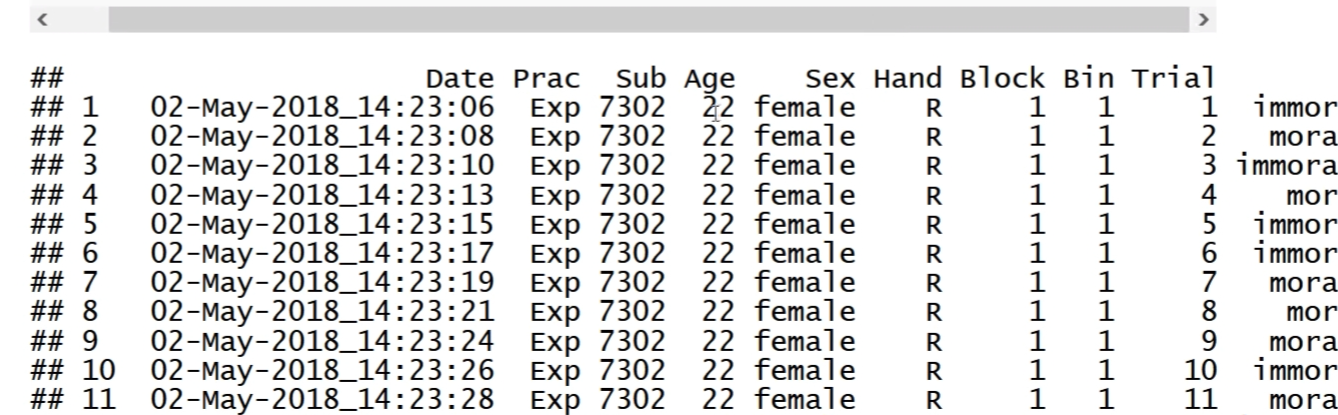 ## Date Prac Sub Age Sex Hand Block Bin Trial
## 1 02-May-2018_14:23:06 Exp 7302 22 female R 1 1 1 immor
## 2 02-May-2018_14:23:08 Exp 7302 22 female R 1 1 2 mora
## 3 02-May-2018_14:23:10 Exp 7302 22 female R 1 1 3 immora
## 4 02-May-2018_14:23:13 Exp 7302 22 female R 1 1 4 mor
## 5 02-May-2018_14:23:15 Exp 7302 22 female R 1 1 5 immor
## 6 02-May-2018_14:23:17 Exp 7302 22 female R 1 1 6 immor
## 7 02-May-2018_14:23:19 Exp 7302 22 female R 1 1 7 mora
## 8 02-May-2018_14:23:21 Exp 7302 22 female R 1 1 8 mor
## 9 02-May-2018_14:23:24 Exp 7302 22 female R 1 1 9 mora
## 10 02-May-2018_14:23:26 Exp 7302 22 female R 1 1 10 immor
## 11 02-May-2018_14:23:28 Exp 7302 22 female R 1 1 11 mora